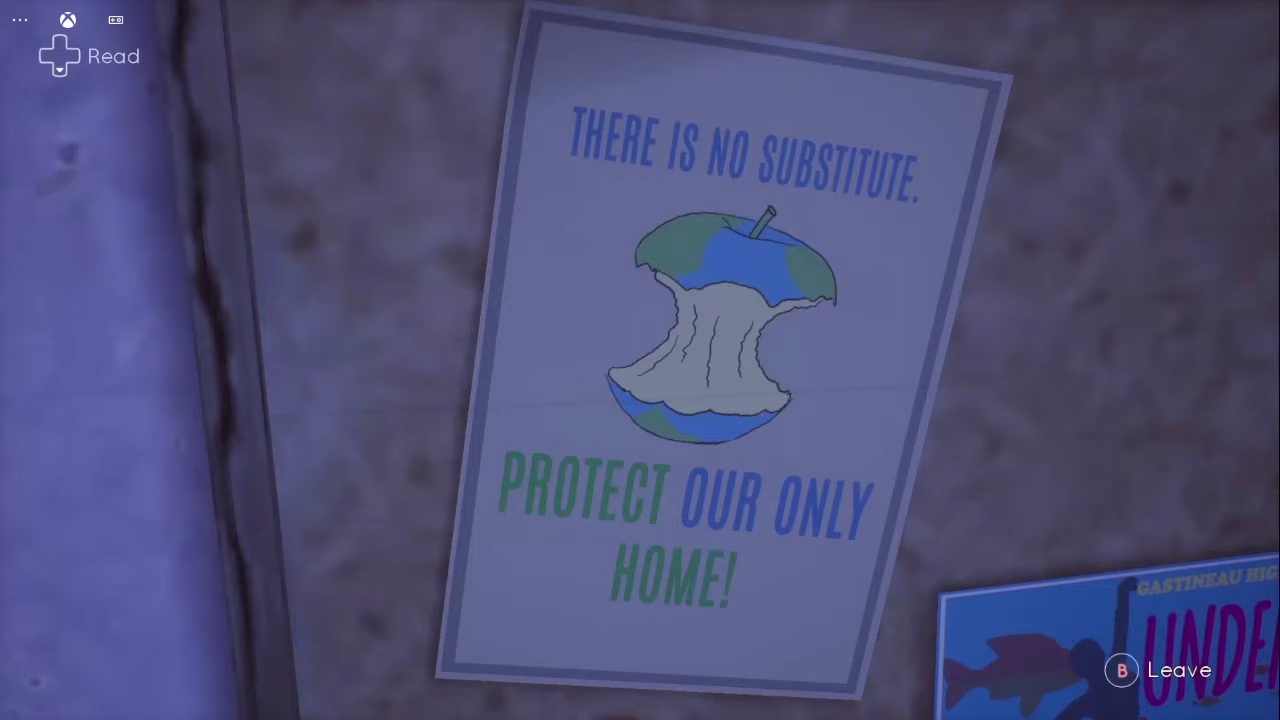 Read
THERE IS NO SUBSTITUTE.
PROTECT OUR ONLY
HOME!
GASTINEAU HIG
UNDE
B Leave